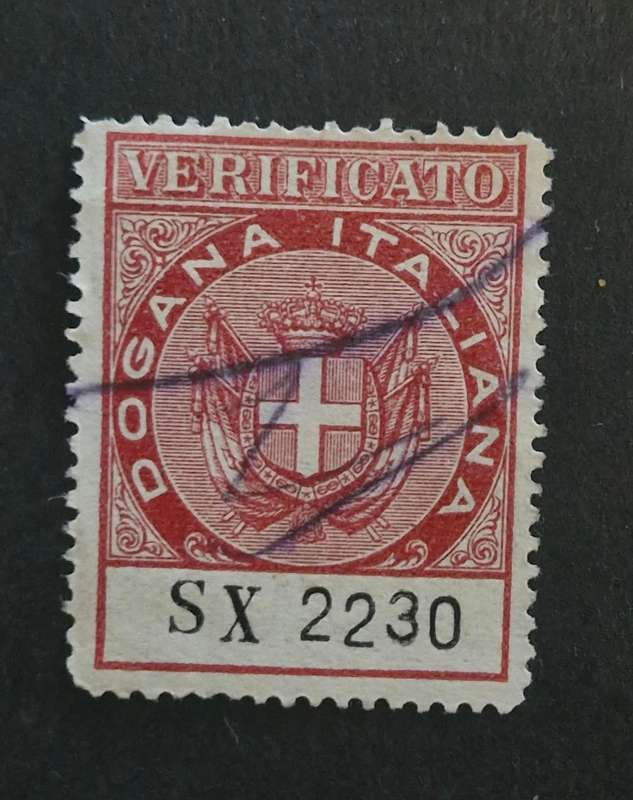 VERIFICATO
DOGANA ITALIANA
SX 2230